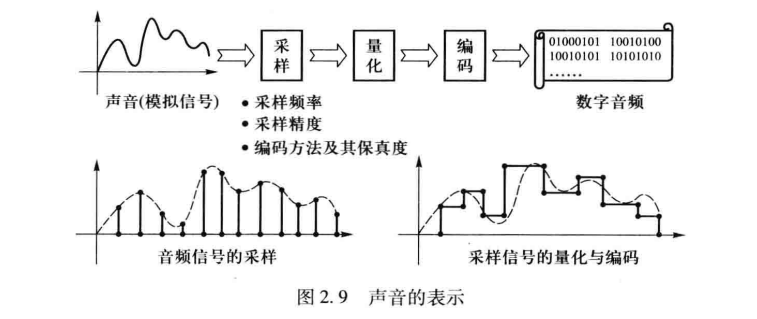 声音(模拟信号)
采样
量化
编码
01000101 10010100
10010101 10101010
……
数字音频
• 采样频率
• 采样精度
• 编码方法及其保真度
音频信号的采样
采样信号的量化与编码
图 2.9 声音的表示